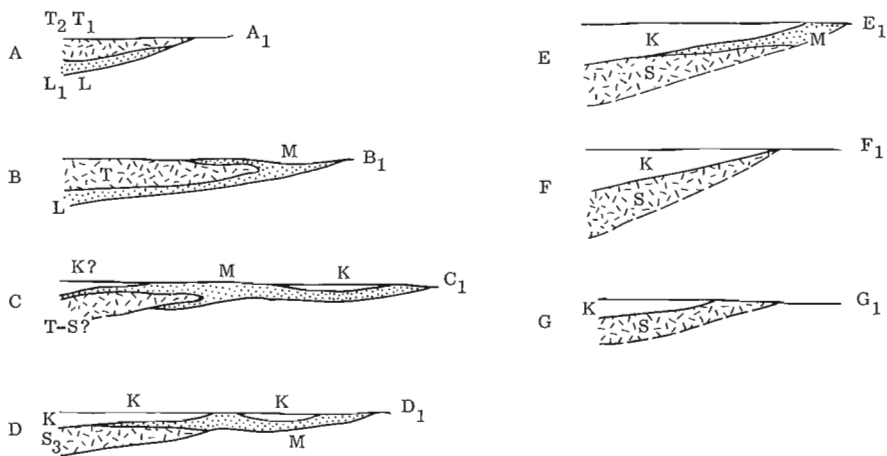 T₂ T₁
A A₁
L₁ L
M
B T B₁
L
K? M K
C C₁
T-S?
K K
K D₁
D S₃ M
E₁
K M
E S
F₁
K
F S
G₁
K S
G